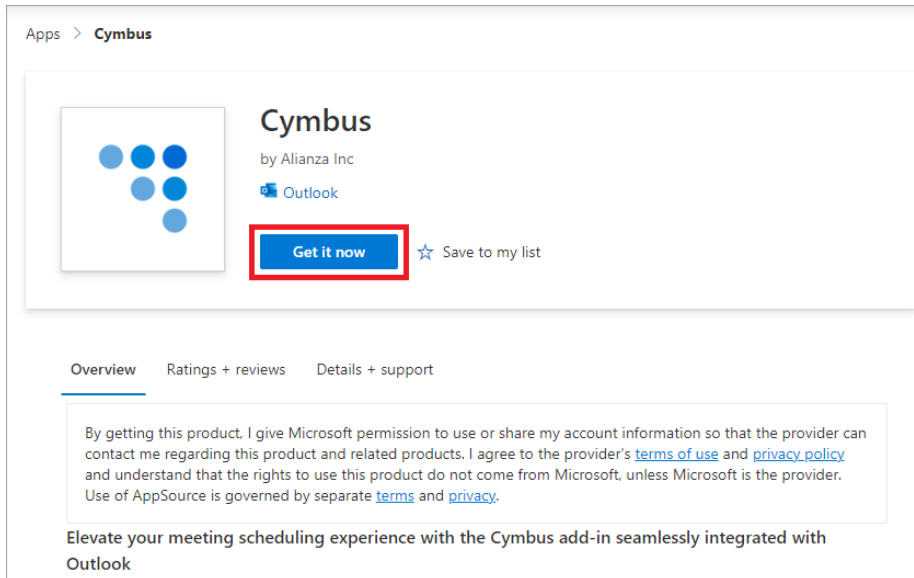 Apps > Cymbus
Cymbus
by Alianza Inc
Outlook
Get it now
Save to my list
Overview Ratings + reviews Details + support
By getting this product, I give Microsoft permission to use or share my account information so that the provider can
contact me regarding this product and related products. I agree to the provider's terms of use and privacy policy
and understand that the rights to use this product do not come from Microsoft, unless Microsoft is the provider.
Use of AppSource is governed by separate terms and privacy.
Elevate your meeting scheduling experience with the Cymbus add-in seamlessly integrated with
Outlook